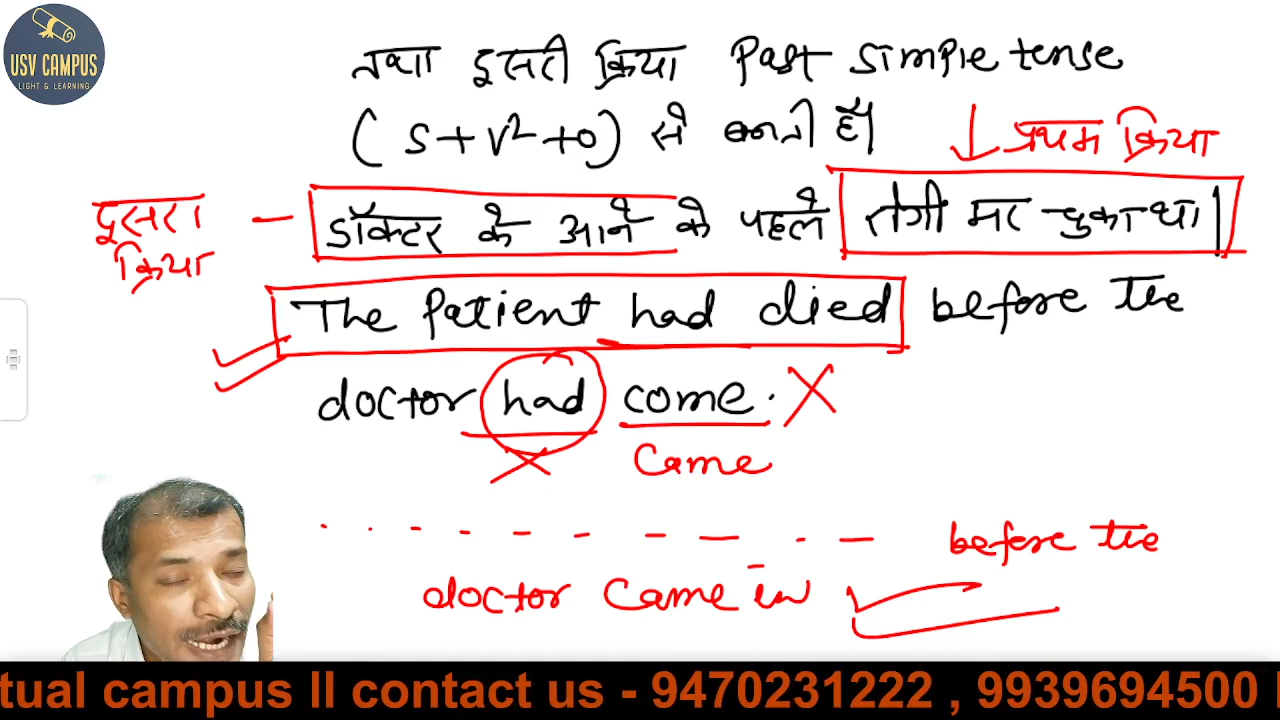 USV CAMPUS
LIGHT & LEARNING
तथा दूसरी क्रिया Past simple tense
(S+V²+O) से बनती है।
↓ प्रथम क्रिया
दूसरा क्रिया – डॉक्टर के आने के पहले रोगी मर चुका था।
The Patient had died before the
doctor had come. X
X Came
before the
doctor Came in
tual campus II contact us - 9470231222 , 9939694500